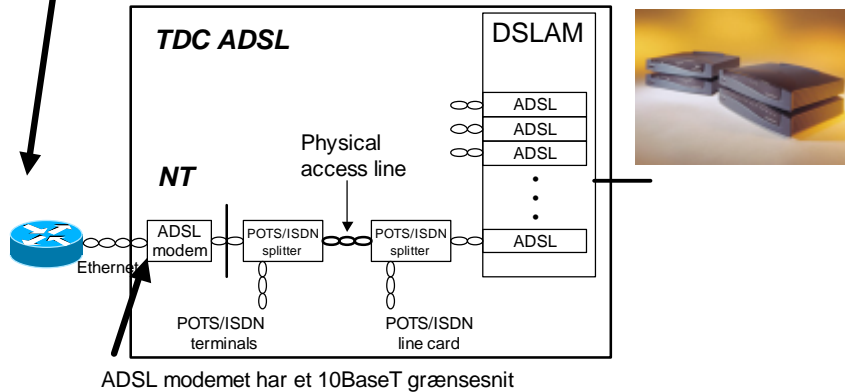 TDC ADSL
DSLAM
ADSL
ADSL
ADSL
Physical
access line
NT
ADSL
modem
POTS/ISDN
splitter
POTS/ISDN
splitter
ADSL
Ethernet
POTS/ISDN
terminals
POTS/ISDN
line card
ADSL modemet har et 10BaseT grænsesnit